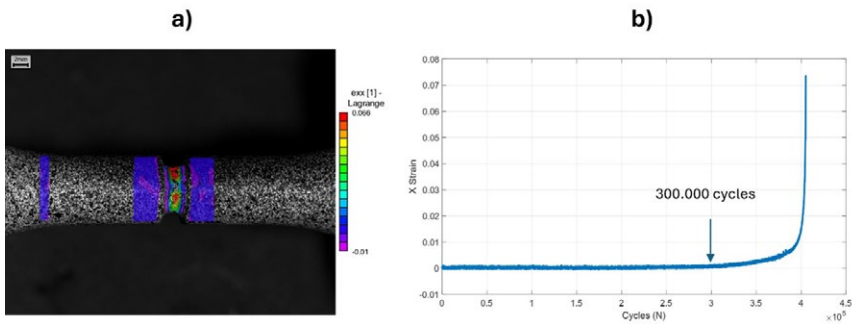 a)
b)
2mm
exx [1] -
Lagrange
0.066
-0.01
0.08
0.07
0.06
0.05
0.04
0.03
0.02
0.01
0
-0.01
X Strain
300.000 cycles
0
0.5
1
1.5
2
2.5
3
3.5
4
4.5
Cycles (N)
×10⁵